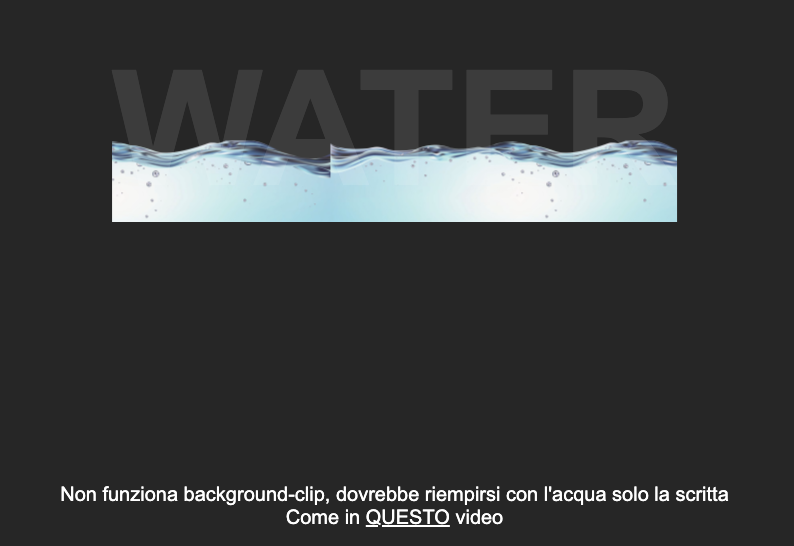 WATER
Non funziona background-clip, dovrebbe riempirsi con l'acqua solo la scritta
Come in QUESTO video